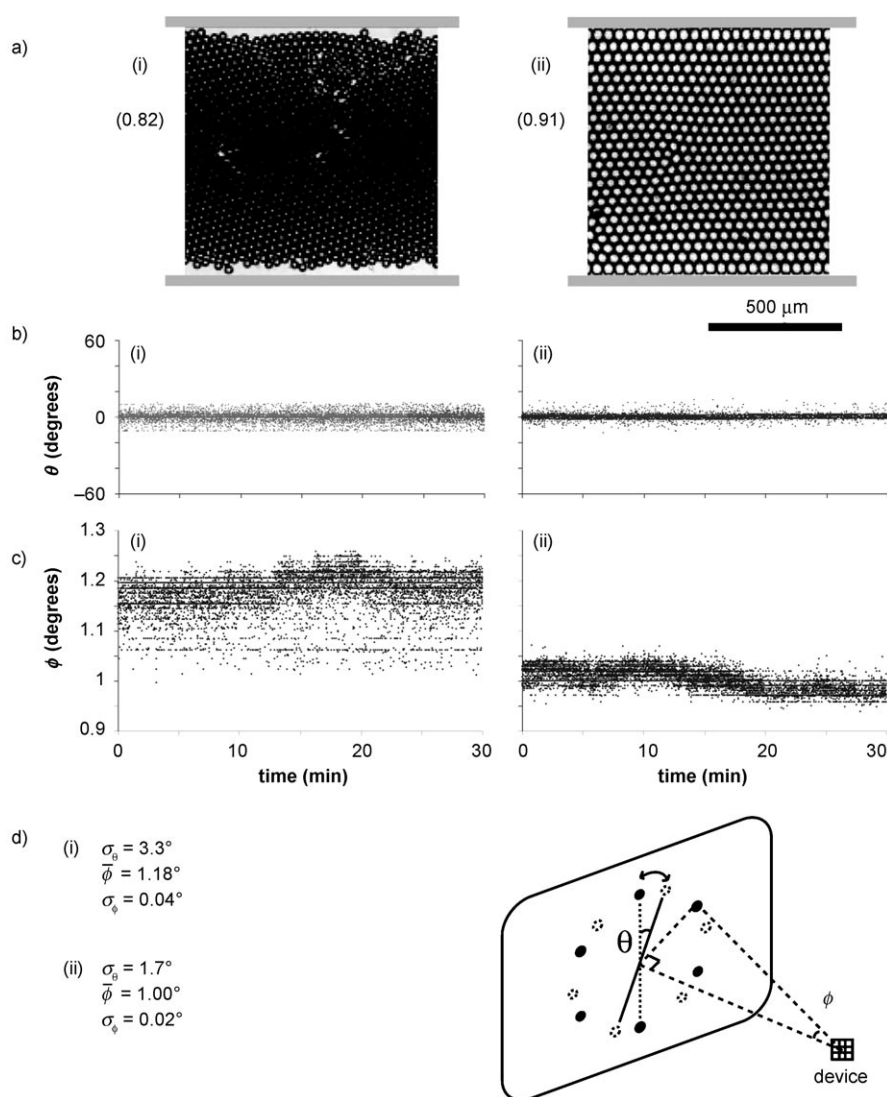 a)
(i)
(0.82)
(ii)
(0.91)
500 μm
b)
(i)
(ii)
60
0
–60
θ (degrees)
c)
(i)
(ii)
1.3
1.2
1.1
1
0.9
ϕ (degrees)
0 10 20 30
0 10 20 30
time (min)
time (min)
d)
(i) σθ = 3.3°
ϕ̅ = 1.18°
σϕ = 0.04°
(ii) σθ = 1.7°
ϕ̅ = 1.00°
σϕ = 0.02°
θ
ϕ
device